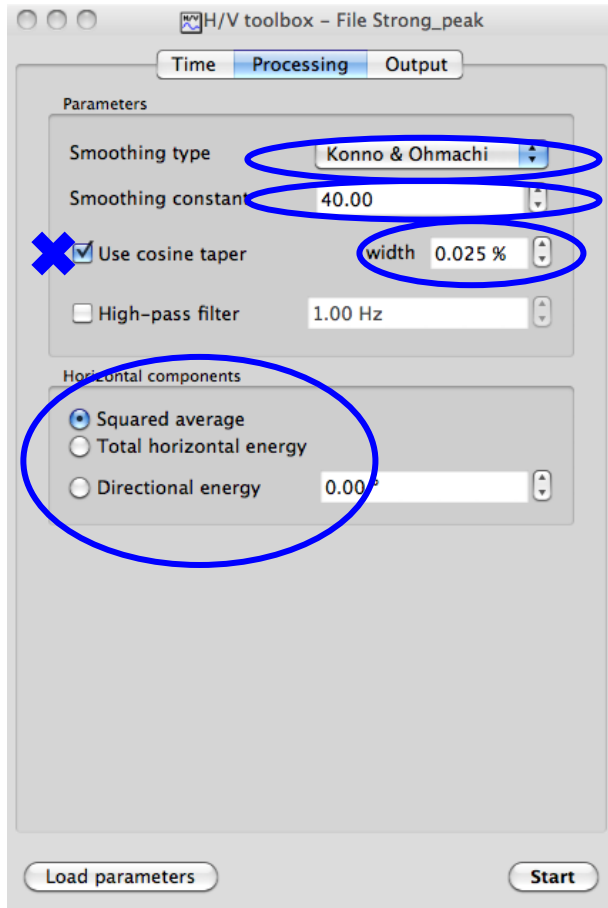 H/V toolbox – File Strong_peak
Time Processing Output
Parameters
Smoothing type Konno & Ohmachi
Smoothing constant 40.00
Use cosine taper width 0.025 %
High-pass filter 1.00 Hz
Horizontal components
Squared average
Total horizontal energy
Directional energy 0.00 °
Load parameters Start